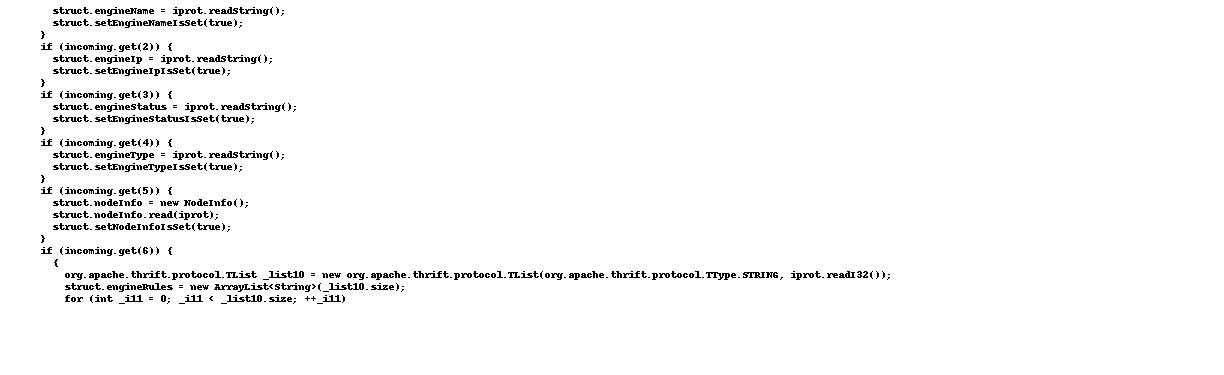 struct.engineName = iprot.readString();
struct.setEngineNameIsSet(true);
}
if (incoming.get(2)) {
struct.engineIp = iprot.readString();
struct.setEngineIpIsSet(true);
}
if (incoming.get(3)) {
struct.engineStatus = iprot.readString();
struct.setEngineStatusIsSet(true);
}
if (incoming.get(4)) {
struct.engineType = iprot.readString();
struct.setEngineTypeIsSet(true);
}
if (incoming.get(5)) {
struct.nodeInfo = new NodeInfo();
struct.nodeInfo.read(iprot);
struct.setNodeInfoIsSet(true);
}
if (incoming.get(6)) {
{
org.apache.thrift.protocol.TList _list10 = new org.apache.thrift.protocol.TList(org.apache.thrift.protocol.TType.STRING, iprot.readI32());
struct.engineRules = new ArrayList<String>(_list10.size);
for (int _i11 = 0; _i11 < _list10.size; ++_i11)